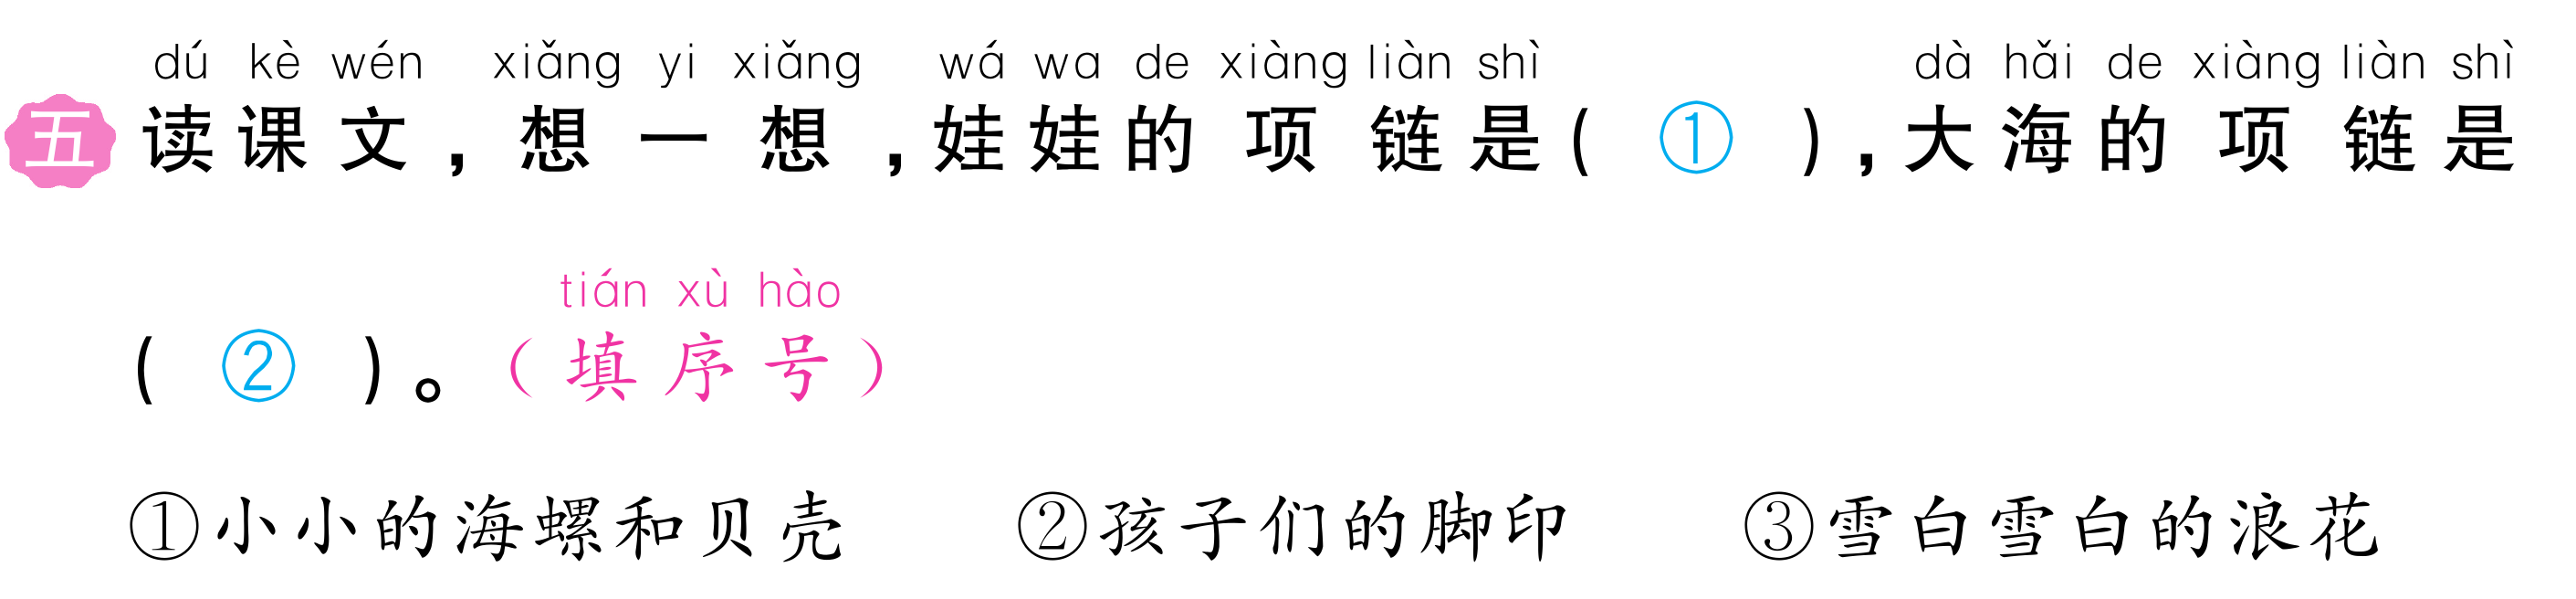 dú kè wén xiǎng yi xiǎng wá wa de xiàng liàn shì dà hǎi de xiàng liàn shì
五 读课文，想一想，娃娃的项链是( ① )，大海的项链是
tián xù hào
( ② )。（填序号）
①小小的海螺和贝壳 ②孩子们的脚印 ③雪白雪白的浪花